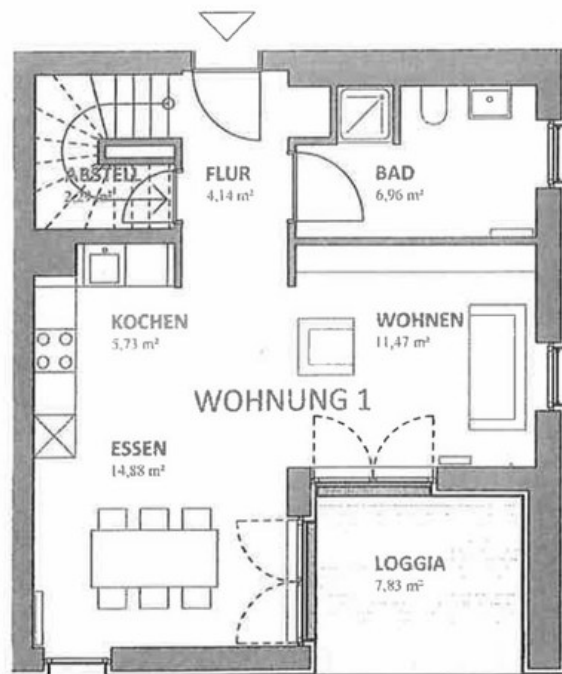 ABSTELL
FLUR
4,14 m²
BAD
6,96 m²
KOCHEN
5,73 m²
WOHNEN
11,47 m²
WOHNUNG 1
ESSEN
14,88 m²
LOGGIA
7,83 m²